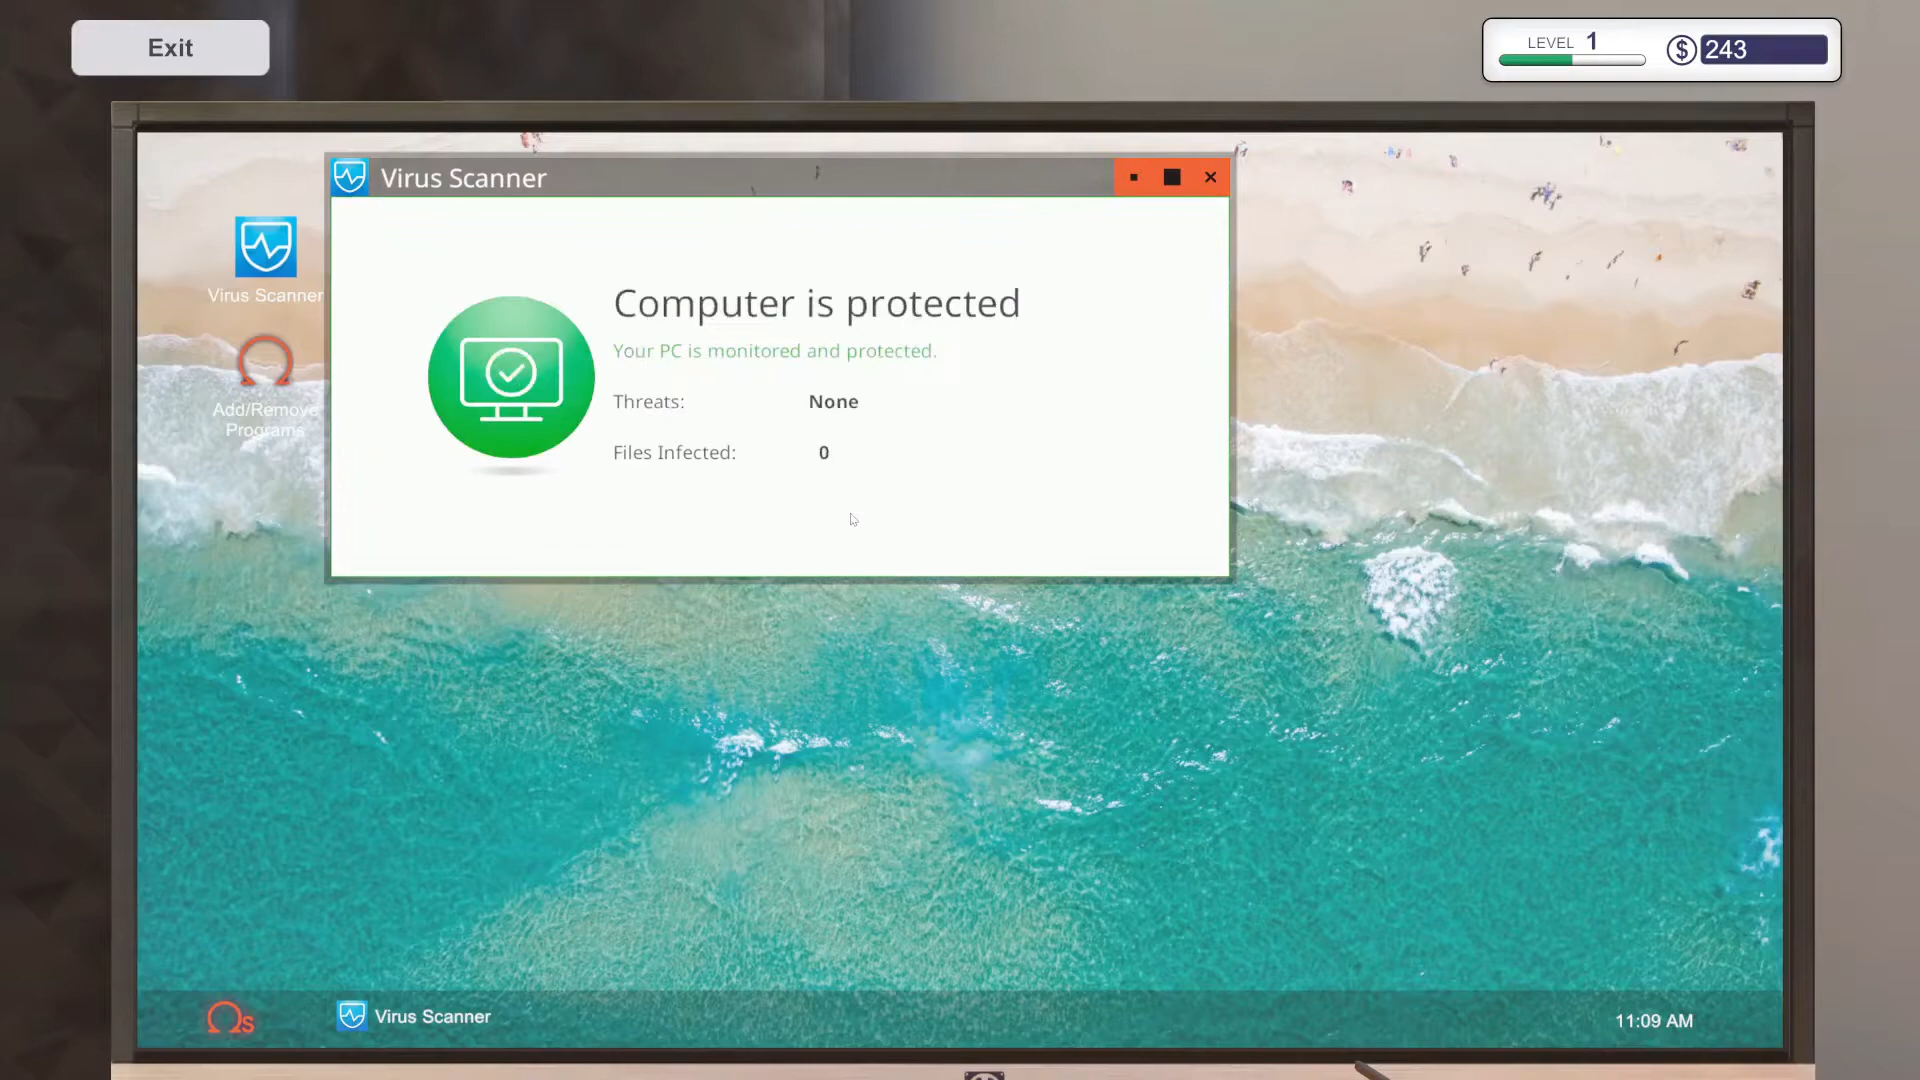 Exit
LEVEL 1
$ 243
Virus Scanner
Virus Scanner
Computer is protected
Your PC is monitored and protected.
Threats: None
Files Infected: 0
Add/Remove
Programs
Ωs
Virus Scanner
11:09 AM